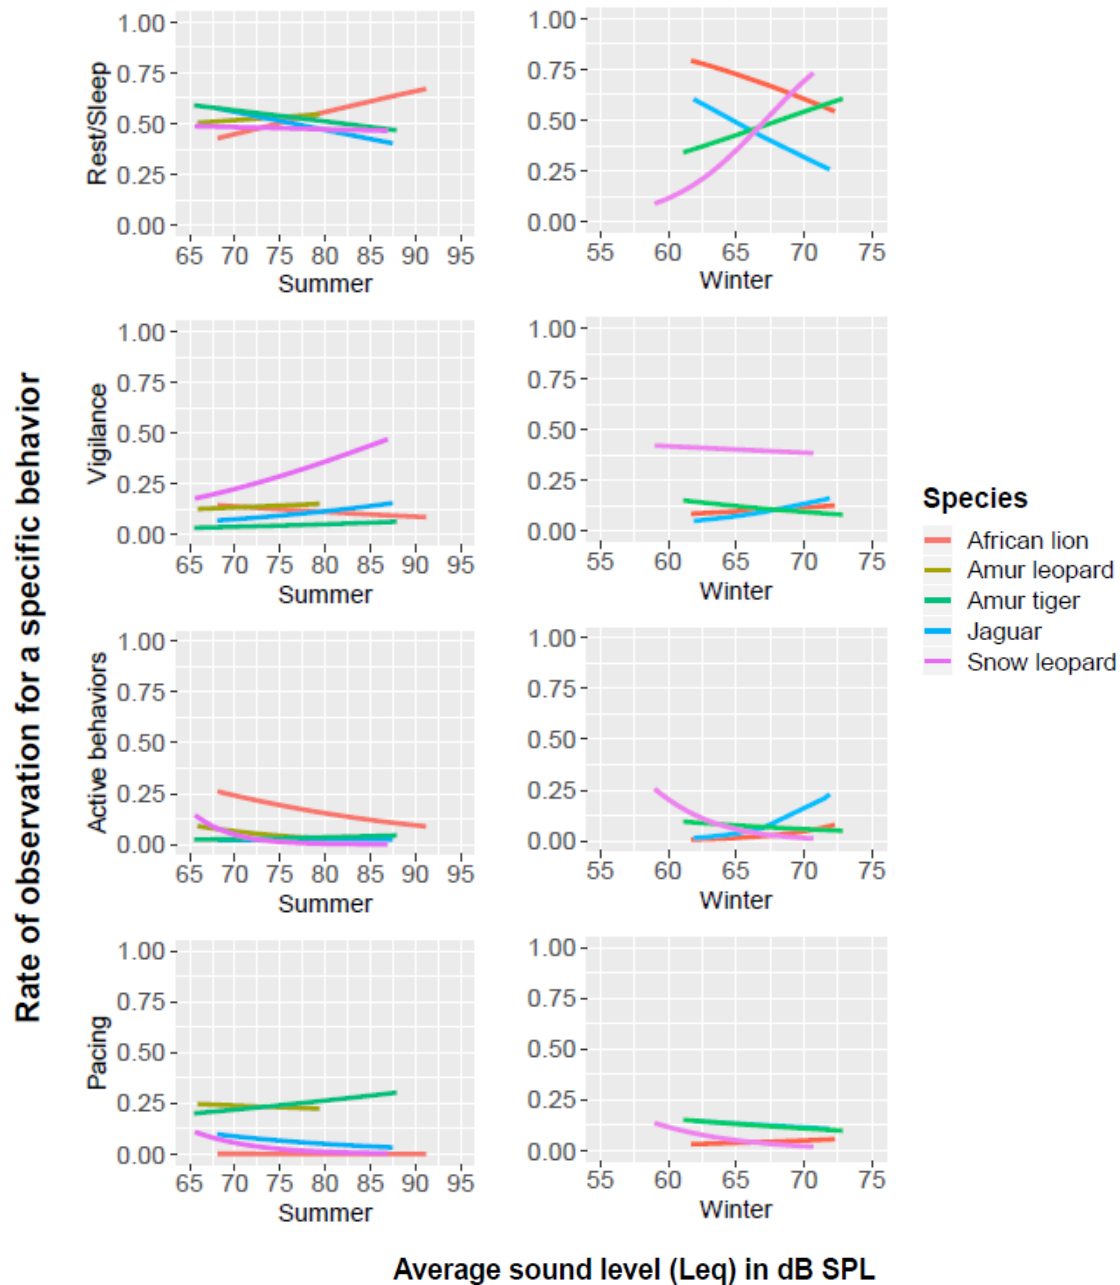 Rate of observation for a specific behavior
Rest/Sleep
1.00
0.75
0.50
0.25
0.00
65 70 75 80 85 90 95
Summer
1.00
0.75
0.50
0.25
0.00
55 60 65 70 75
Winter
Vigilance
1.00
0.75
0.50
0.25
0.00
65 70 75 80 85 90 95
Summer
1.00
0.75
0.50
0.25
0.00
55 60 65 70 75
Winter
Active behaviors
1.00
0.75
0.50
0.25
0.00
65 70 75 80 85 90 95
Summer
1.00
0.75
0.50
0.25
0.00
55 60 65 70 75
Winter
Pacing
1.00
0.75
0.50
0.25
0.00
65 70 75 80 85 90 95
Summer
1.00
0.75
0.50
0.25
0.00
55 60 65 70 75
Winter
Species
African lion
Amur leopard
Amur tiger
Jaguar
Snow leopard
Average sound level (Leq) in dB SPL